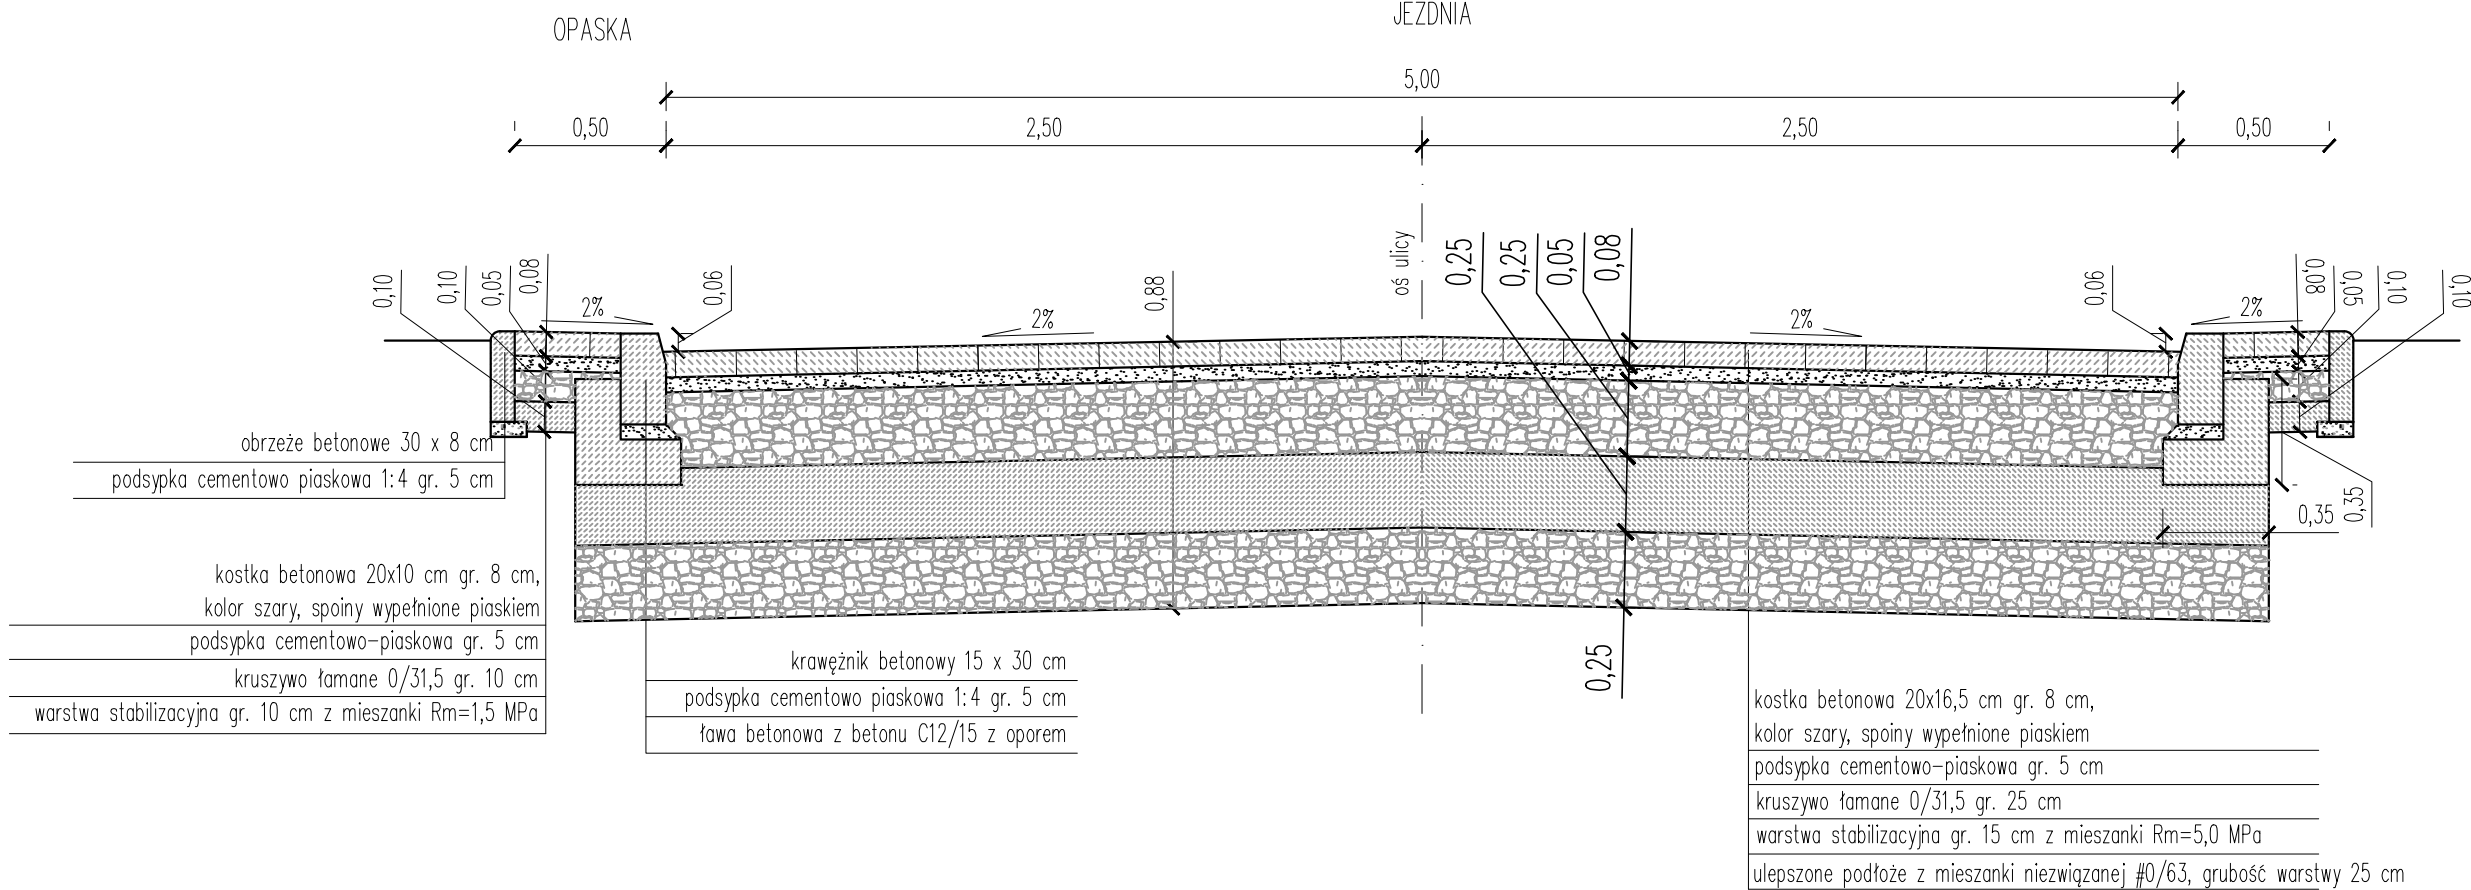 OPASKA
JEZDNIA
5,00
0,50
2,50
2,50
0,50
oś ulicy
0,10
0,10
0,05
0,08
2%
0,06
2%
0,88
0,25
0,25
0,05
0,08
2%
0,06
2%
0,08
0,05
0,10
0,10
0,35
0,35
0,25
obrzeże betonowe 30 x 8 cm
podsypka cementowo piaskowa 1:4 gr. 5 cm
kostka betonowa 20x10 cm gr. 8 cm,
kolor szary, spoiny wypełnione piaskiem
podsypka cementowo-piaskowa gr. 5 cm
kruszywo łamane 0/31,5 gr. 10 cm
warstwa stabilizacyjna gr. 10 cm z mieszanki Rm=1,5 MPa
krawężnik betonowy 15 x 30 cm
podsypka cementowo piaskowa 1:4 gr. 5 cm
ława betonowa z betonu C12/15 z oporem
kostka betonowa 20x16,5 cm gr. 8 cm,
kolor szary, spoiny wypełnione piaskiem
podsypka cementowo-piaskowa gr. 5 cm
kruszywo łamane 0/31,5 gr. 25 cm
warstwa stabilizacyjna gr. 15 cm z mieszanki Rm=5,0 MPa
ulepszone podłoże z mieszanki niezwiązanej #0/63, grubość warstwy 25 cm